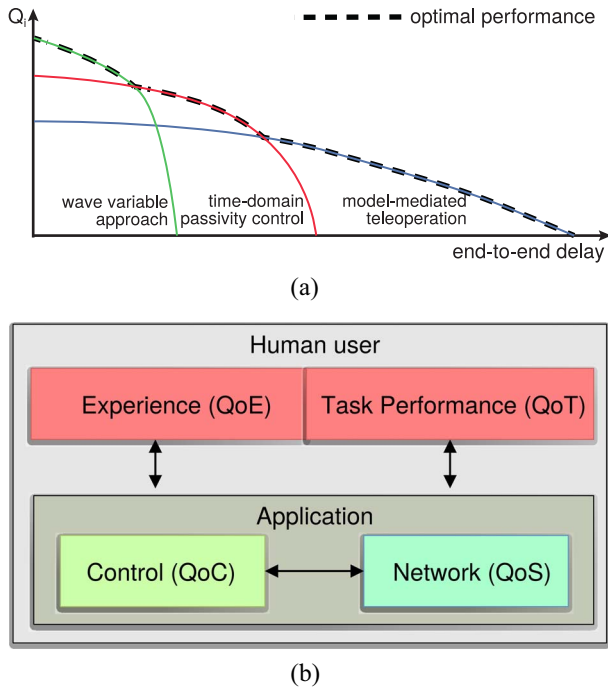 Qi
optimal performance
wave variable
approach
time-domain
passivity control
model-mediated
teleoperation
end-to-end delay
(a)
Human user
Experience (QoE)
Task Performance (QoT)
Application
Control (QoC)
Network (QoS)
(b)